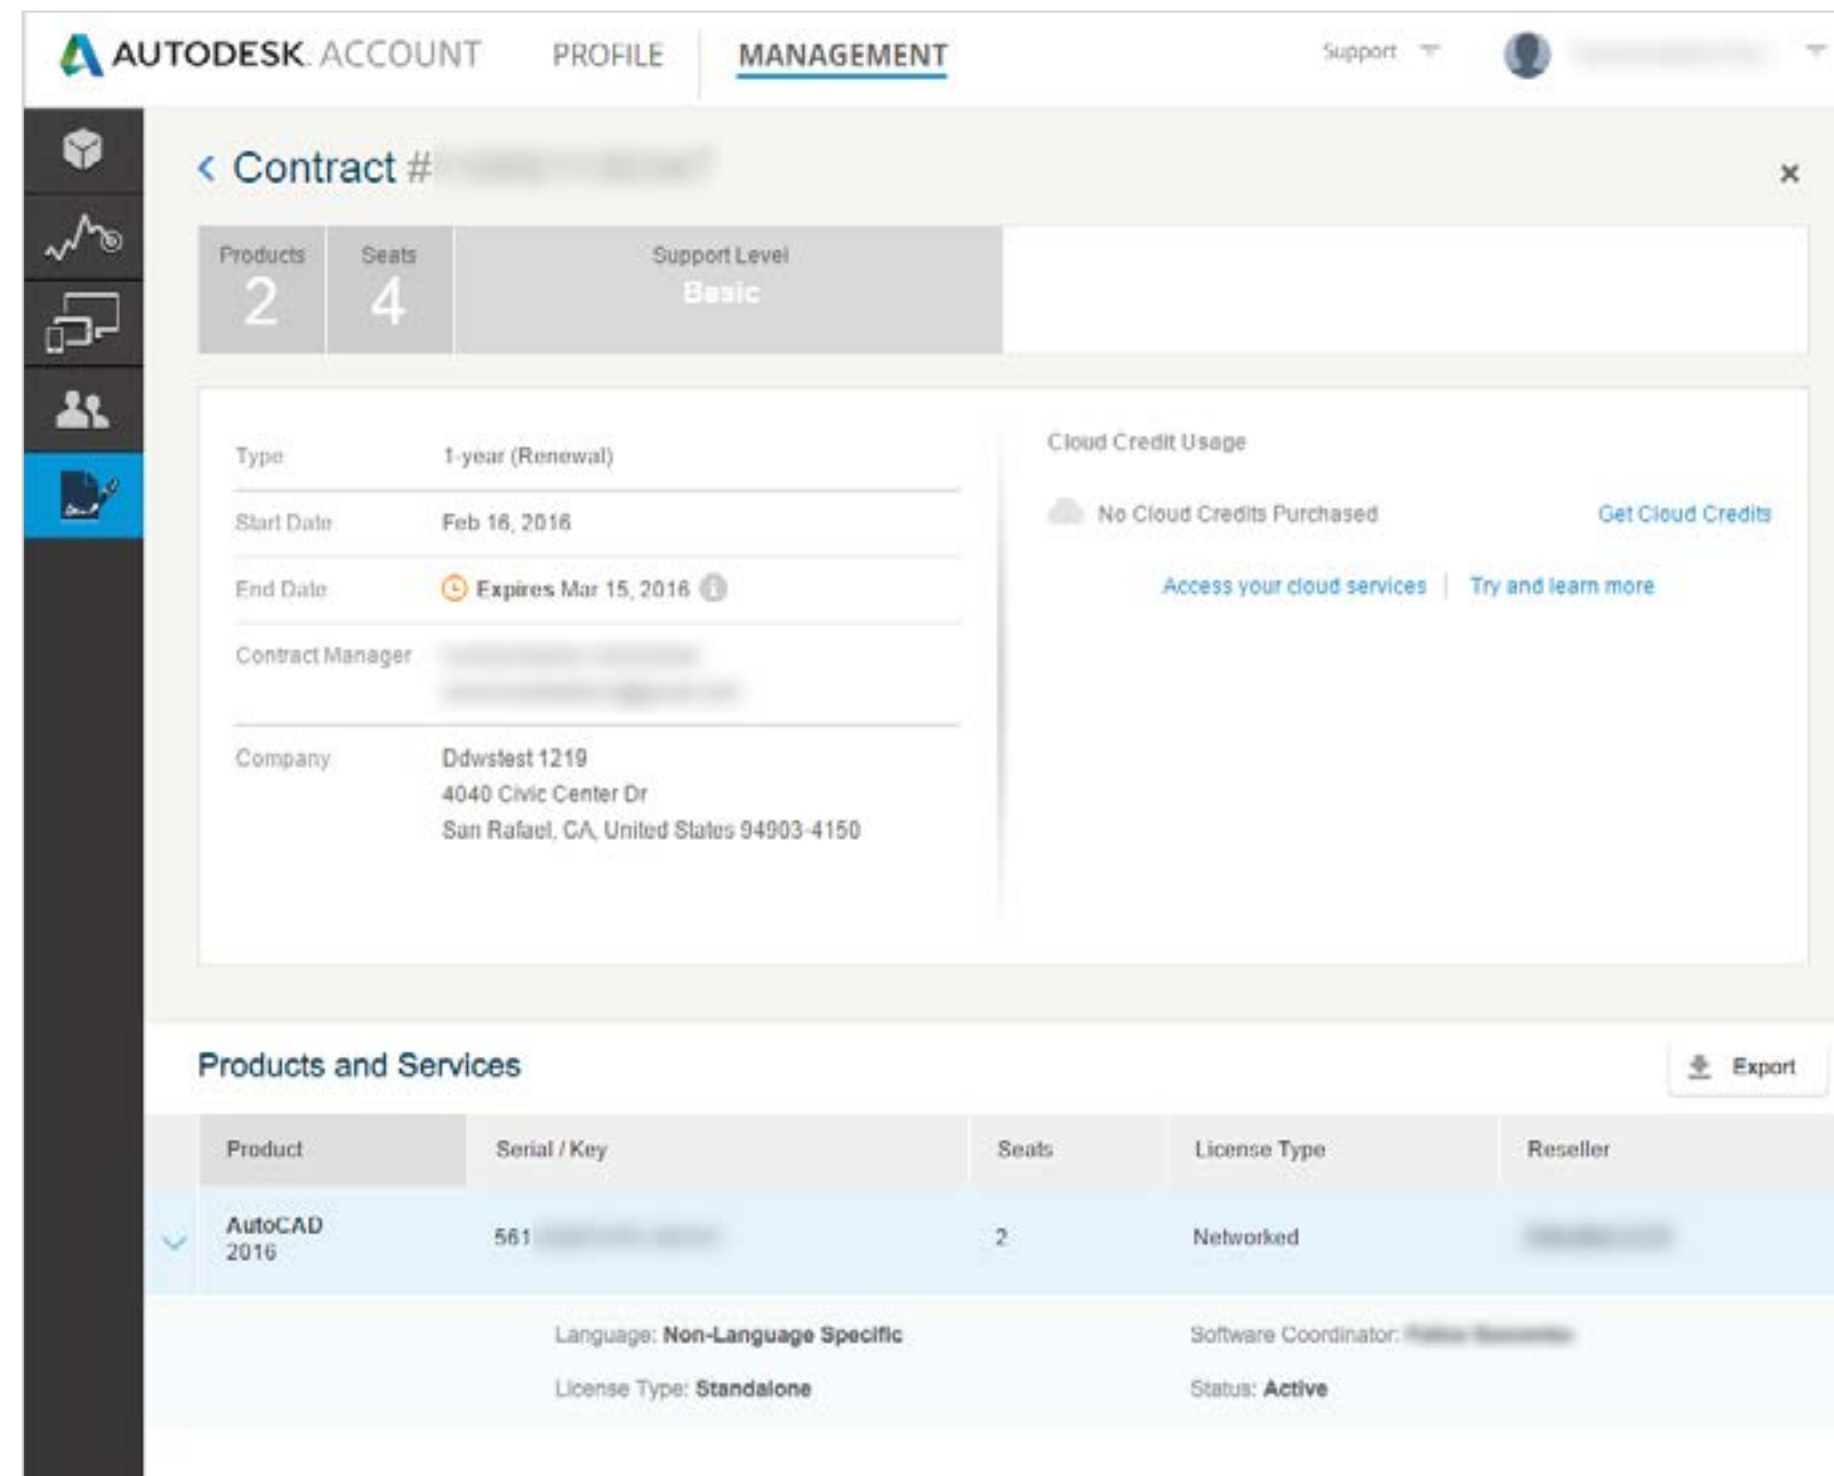 AUTODESK. ACCOUNT PROFILE MANAGEMENT Support
Contract #
Products Seats Support Level
2 4 Basic
Type 1-year (Renewal)
Start Date Feb 16, 2016
End Date Expires Mar 15, 2016
Contract Manager
Company Ddwstest 1219
4040 Civic Center Dr
San Rafael, CA, United States 94903-4150
Cloud Credit Usage
No Cloud Credits Purchased Get Cloud Credits
Access your cloud services Try and learn more
Products and Services Export
Product Serial / Key Seats License Type Reseller
AutoCAD
2016 561 2 Networked
Language: Non-Language Specific Software Coordinator:
License Type: Standalone Status: Active